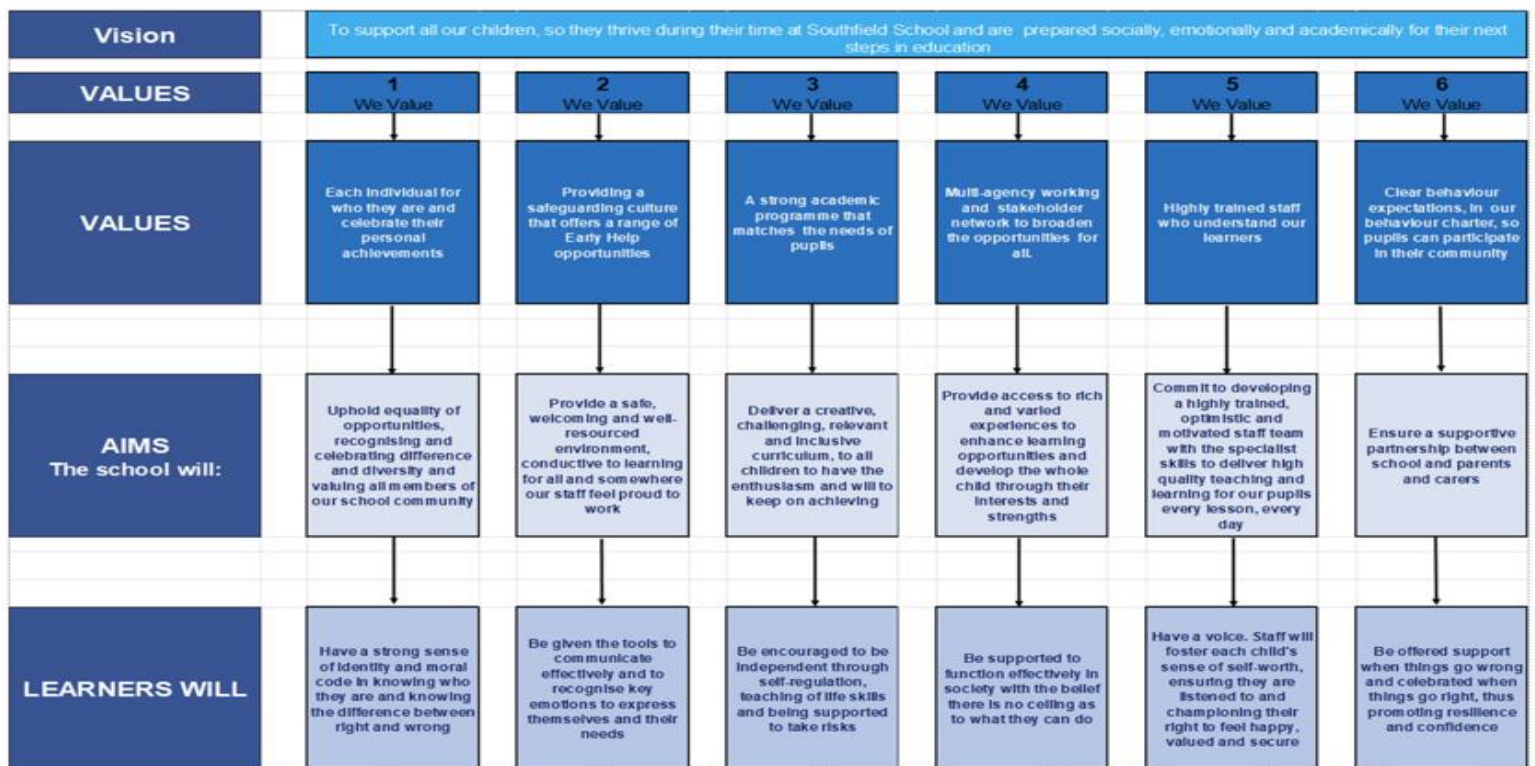 Vision
To support all our children, so they thrive during their time at Southfield School and are prepared socially, emotionally and academically for their next
steps in education
VALUES
1
We Value
2
We Value
3
We Value
4
We Value
5
We Value
6
We Value
VALUES
Each individual for
who they are and
celebrate their
personal
achievements
Providing a
safeguarding culture
that offers a range of
Early Help
opportunities
A strong academic
programme that
matches the needs of
pupils
Multi-agency working
and stakeholder
network to broaden
the opportunities for
all.
Highly trained staff
who understand our
learners
Clear behaviour
expectations, in our
behaviour charter, so
pupils can participate
in their community
AIMS
The school will:
Uphold equality of
opportunities,
recognising and
celebrating difference
and diversity and
valuing all members of
our school community
Provide a safe,
welcoming and well-
resourced
environment,
conductive to learning
for all and somewhere
our staff feel proud to
work
Deliver a creative,
challenging, relevant
and inclusive
curriculum, to all
children to have the
enthusiasm and will to
keep on achieving
Provide access to rich
and varied
experiences to
enhance learning
opportunities and
develop the whole
child through their
interests and
strengths
Commit to developing
a highly trained,
optimistic and
motivated staff team
with the specialist
skills to deliver high
quality teaching and
learning for our pupils
every lesson, every
day
Ensure a supportive
partnership between
school and parents
and carers
LEARNERS WILL
Have a strong sense
of identity and moral
code in knowing who
they are and knowing
the difference between
right and wrong
Be given the tools to
communicate
effectively and to
recognise key
emotions to express
themselves and their
needs
Be encouraged to be
independent through
self-regulation,
teaching of life skills
and being supported
to take risks
Be supported to
function effectively in
society with the belief
there is no ceiling as
to what they can do
Have a voice. Staff will
foster each child's
sense of self-worth,
ensuring they are
listened to and
championing their
right to feel happy,
valued and secure
Be offered support
when things go wrong
and celebrated when
things go right, thus
promoting resilience
and confidence